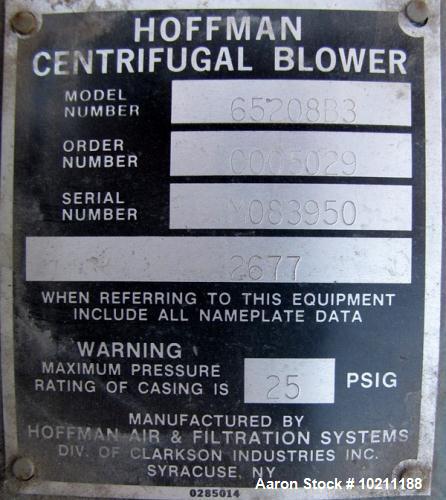 HOFFMAN
CENTRIFUGAL BLOWER
MODEL
NUMBER 65208B3
ORDER
NUMBER C005029
SERIAL
NUMBER M083950
2677
WHEN REFERRING TO THIS EQUIPMENT
INCLUDE ALL NAMEPLATE DATA
WARNING
MAXIMUM PRESSURE
RATING OF CASING IS 25 PSIG
MANUFACTURED BY
HOFFMAN AIR & FILTRATION SYSTEMS
DIV. OF CLARKSON INDUSTRIES INC.
SYRACUSE, NY
0285014
Aaron Stock # 10211188